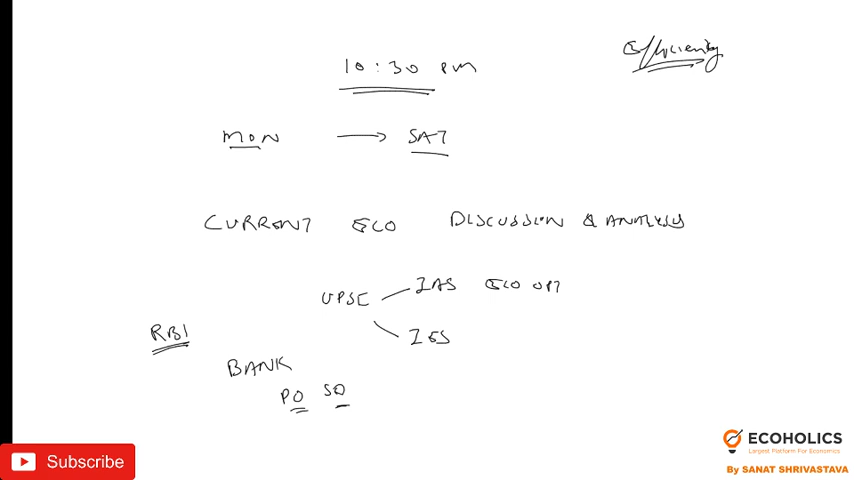 Efficiency
10:30 PM
MON → SAT
CURRENT ECO DISCUSSION & ANALYSIS
UPSC
IAS ECO OPT
IES
RBI
BANK
PO SO
Subscribe
ECOHOLICS
Largest Platform For Economics
By SANAT SHRIVASTAVA